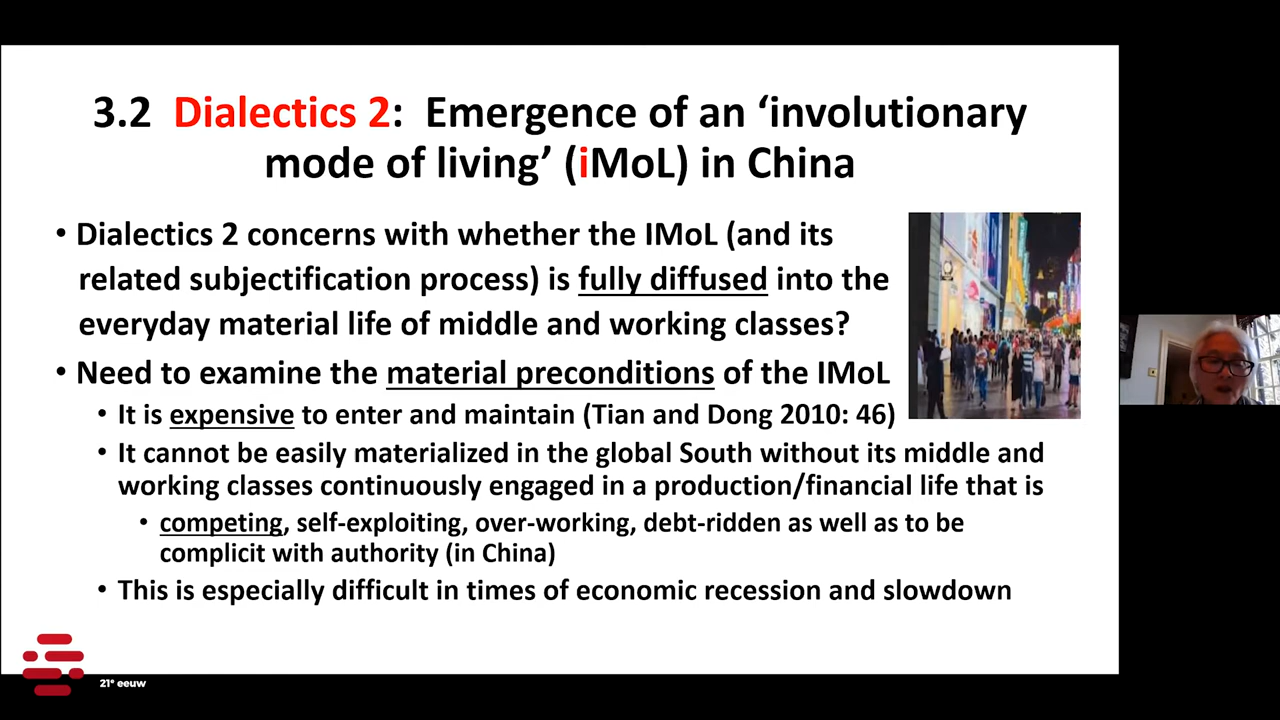 3.2 Dialectics 2: Emergence of an ‘involutionary
mode of living’ (iMoL) in China
• Dialectics 2 concerns with whether the IMoL (and its
related subjectification process) is fully diffused into the
everyday material life of middle and working classes?
• Need to examine the material preconditions of the IMoL
• It is expensive to enter and maintain (Tian and Dong 2010: 46)
• It cannot be easily materialized in the global South without its middle and
working classes continuously engaged in a production/financial life that is
• competing, self-exploiting, over-working, debt-ridden as well as to be
complicit with authority (in China)
• This is especially difficult in times of economic recession and slowdown
21e eeuw